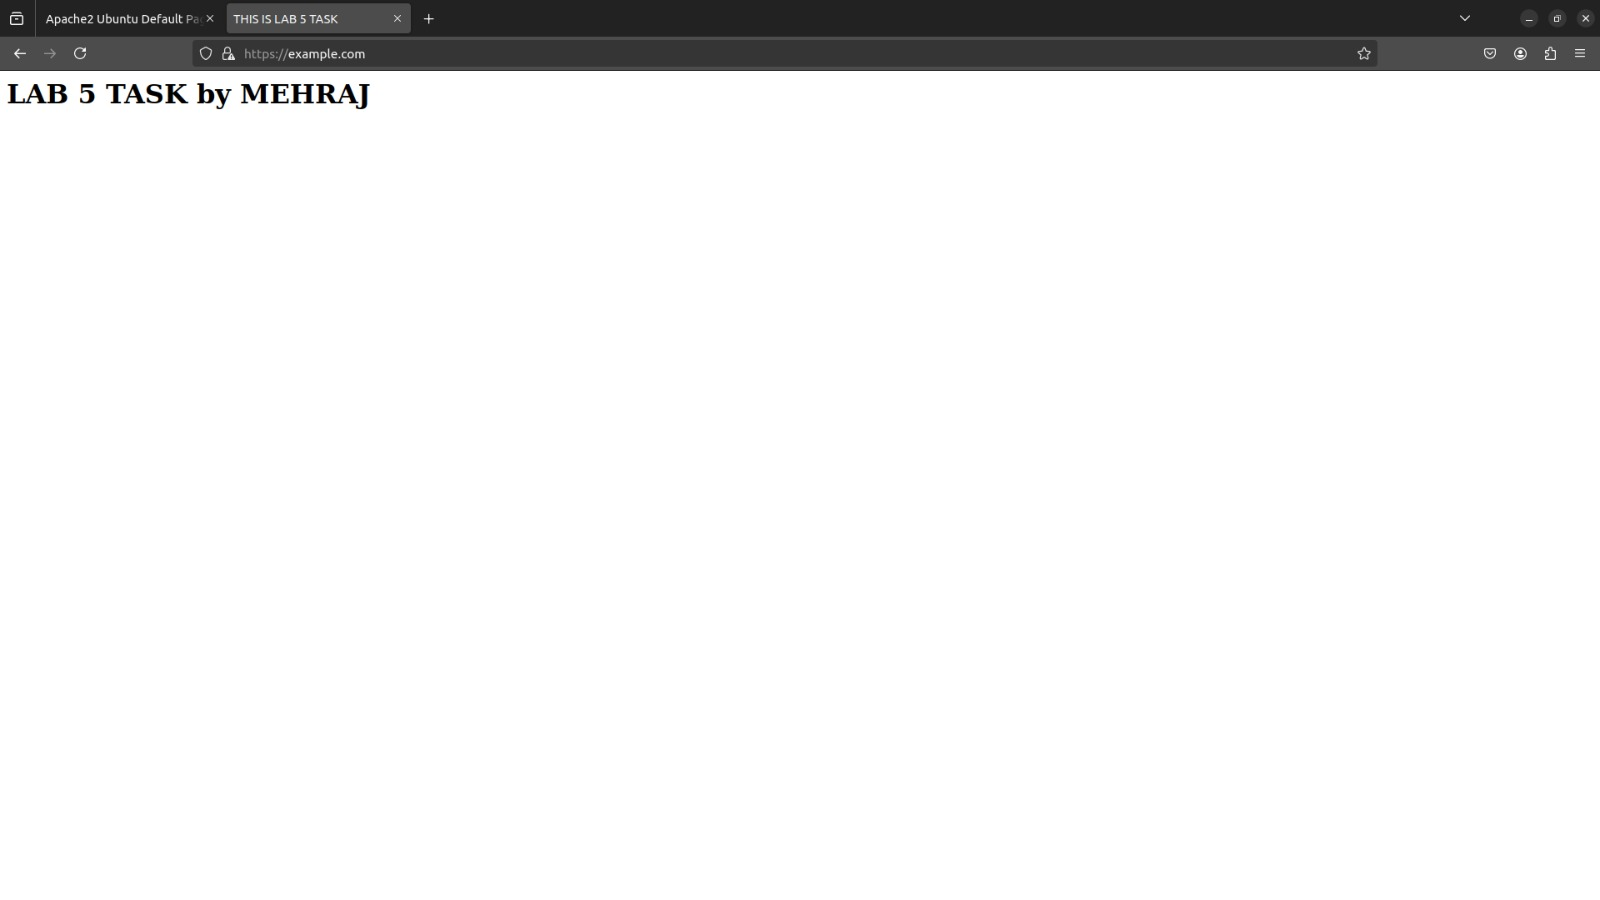 Apache2 Ubuntu Default Pa
THIS IS LAB 5 TASK
https://example.com
LAB 5 TASK by MEHRAJ